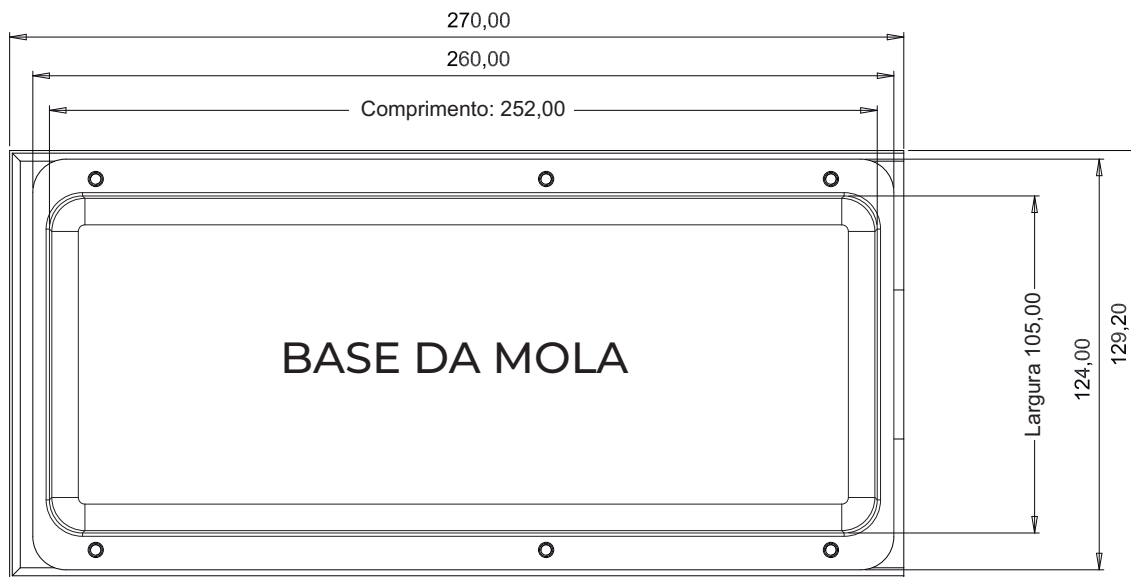 270,00
260,00
Comprimento: 252,00
BASE DA MOLA
Largura 105,00
124,00
129,20